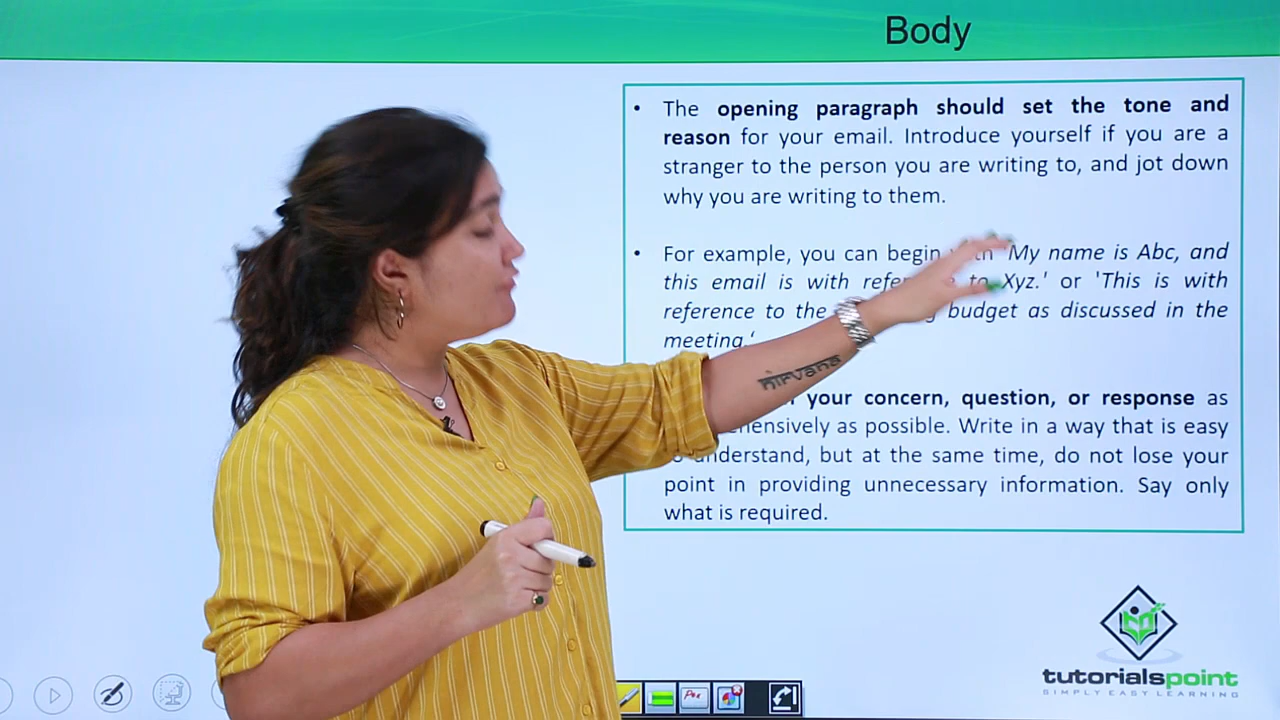 Body
• The opening paragraph should set the tone and
reason for your email. Introduce yourself if you are a
stranger to the person you are writing to, and jot down
why you are writing to them.
• For example, you can begin 'My name is Abc, and
this email is with to Xyz.' or 'This is with
reference to the budget as discussed in the
meeting.'
your concern, question, or response as
as possible. Write in a way that is easy
understand, but at the same time, do not lose your
point in providing unnecessary information. Say only
what is required.
nirvana
tutorialspoint
SIMPLY EASY LEARNING